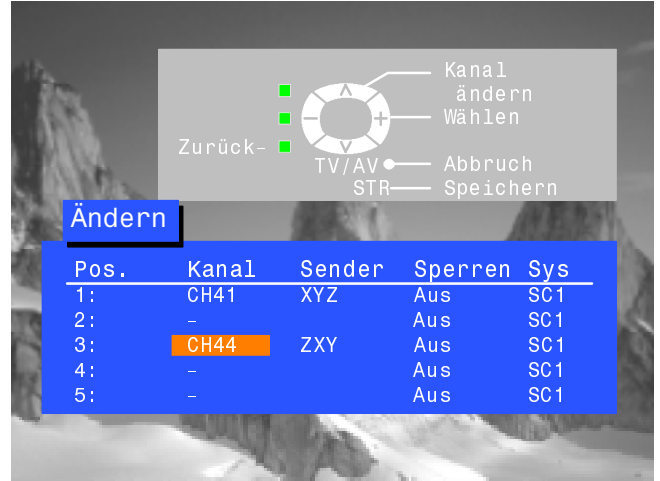 Kanal
ändern
Wählen
Zurück-
TV/AV Abbruch
STR Speichern
Ändern
Pos. Kanal Sender Sperren Sys
1: CH41 XYZ Aus SC1
2: - Aus SC1
3: CH44 ZXY Aus SC1
4: - Aus SC1
5: - Aus SC1